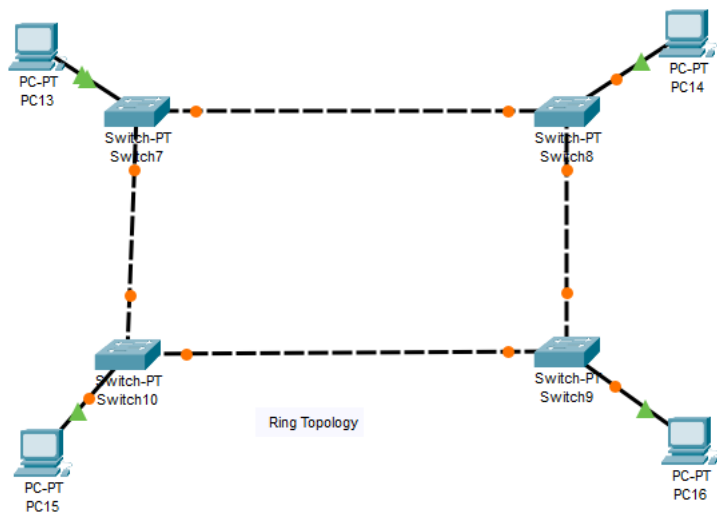 PC-PT
PC13
PC-PT
PC14
Switch-PT
Switch7
Switch-PT
Switch8
Switch-PT
Switch10
Switch-PT
Switch9
Ring Topology
PC-PT
PC15
PC-PT
PC16